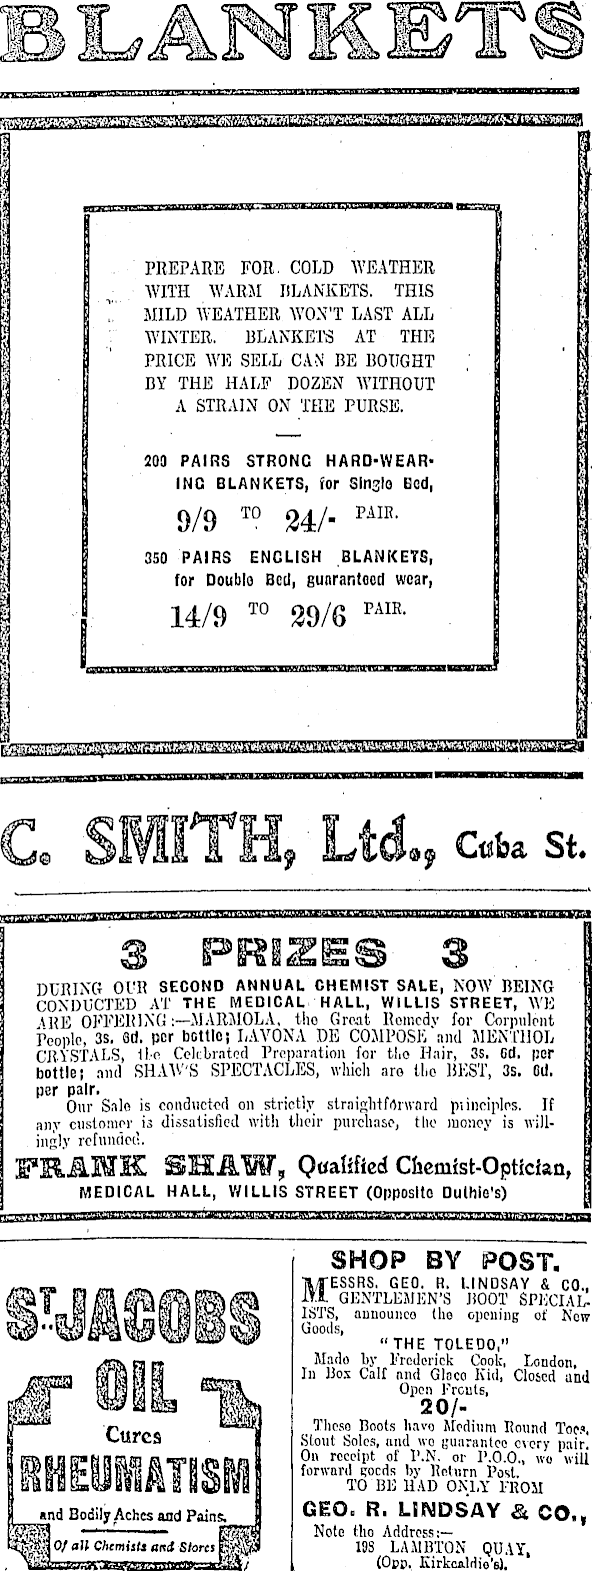 BLANKETS
PREPARE FOR COLD WEATHER
WITH WARM BLANKETS. THIS
MILD WEATHER WON'T LAST ALL
WINTER. BLANKETS AT THE
PRICE WE SELL CAN BE BOUGHT
BY THE HALF DOZEN WITHOUT
A STRAIN ON THE PURSE.
200 PAIRS STRONG HARD-WEAR-
ING BLANKETS, for Single Bed,
9/9 TO 24/- PAIR.
350 PAIRS ENGLISH BLANKETS,
for Double Bed, guaranteed wear,
14/9 TO 29/6 PAIR.
C. SMITH, Ltd., Cuba St.
3 PRIZES 3
DURING OUR SECOND ANNUAL CHEMIST SALE, NOW BEING
CONDUCTED AT THE MEDICAL HALL, WILLIS STREET, WE
ARE OFFERING:—MARMOLA, the Great Remedy for Corpulent
People, 3s. 6d. per bottle; LAVONA DE COMPOSE and MENTHOL
CRYSTALS, the Celebrated Preparation for the Hair, 3s. 6d. per
bottle; and SHAW'S SPECTACLES, which are the BEST, 3s. 6d.
per pair.
Our Sale is conducted on strictly straightforward principles. If
any customer is dissatisfied with their purchase, the money is will-
ingly refunded.
FRANK SHAW, Qualified Chemist-Optician,
MEDICAL HALL, WILLIS STREET (Opposite Duthie's)
ST. JACOBS
OIL
Cures
RHEUMATISM
and Bodily Aches and Pains.
Of all Chemists and Stores
SHOP BY POST.
MESSRS. GEO. R. LINDSAY & CO.,
GENTLEMEN'S BOOT SPECIAL-
ISTS, announce the opening of New
Goods,
"THE TOLEDO,"
Made by Frederick Cook, London,
In Box Calf and Glace Kid, Closed and
Open Fronts,
20/-
These Boots have Medium Round Toes,
Stout Soles, and we guarantee every pair.
On receipt of P.N. or P.O.O., we will
forward goods by Return Post.
TO BE HAD ONLY FROM
GEO. R. LINDSAY & CO.,
Note the Address:—
198 LAMBTON QUAY,
(Opp. Kirkcaldie's).